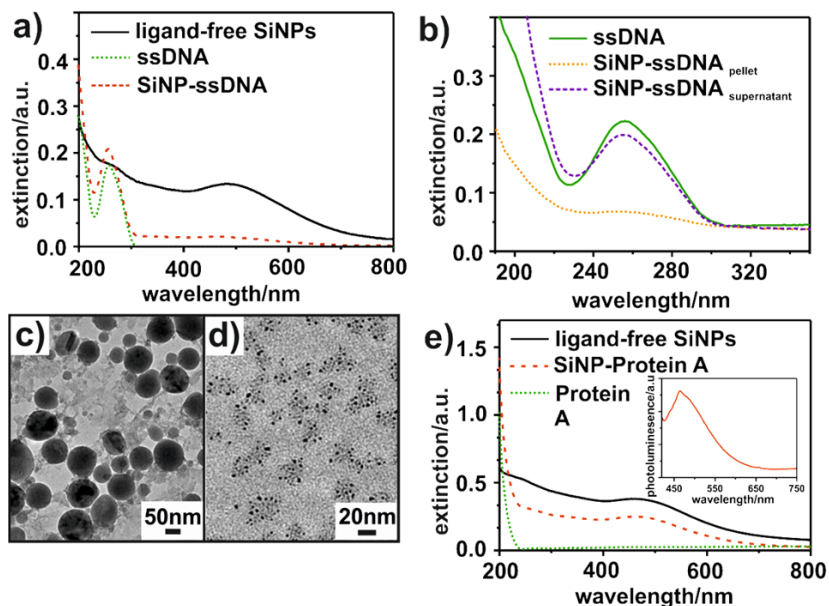 a)
ligand-free SiNPs
ssDNA
SiNP-ssDNA
extinction/a.u.
0.4
0.3
0.2
0.1
0.0
200 400 600 800
wavelength/nm
b)
ssDNA
SiNP-ssDNA pellet
SiNP-ssDNA supernatant
extinction/a.u.
0.3
0.2
0.1
0.0
200 240 280 320
wavelength/nm
c)
50nm
d)
20nm
e)
ligand-free SiNPs
SiNP-Protein A
Protein
A
extinction/a.u.
1.5
1.0
0.5
0.0
200 400 600 800
wavelength/nm
photoluminesence/a.u
450 550 650 750
wavelength/nm